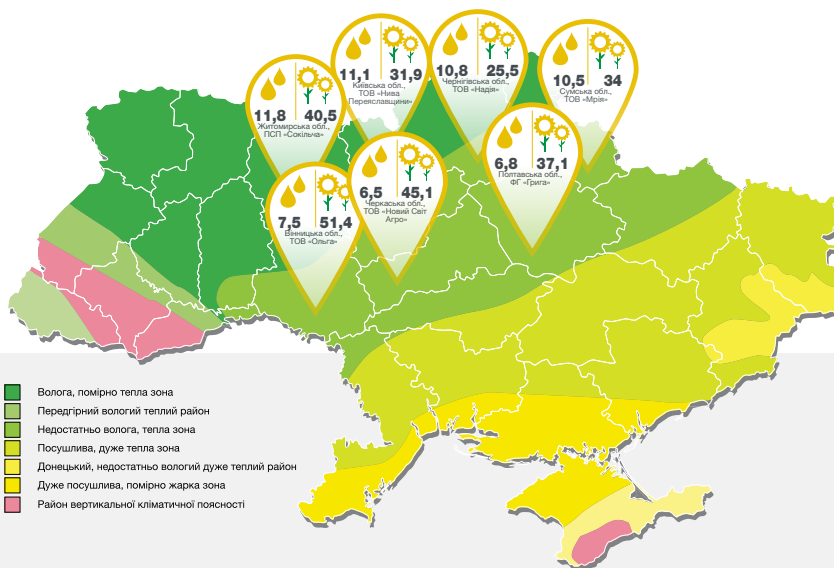 11,1 31,9
Київська обл.,
ТОВ «Нива
Переяславщини»
10,8 25,5
Чернігівська обл.,
ТОВ «Надія»
10,5 34
Сумська обл.,
ТОВ «Мрія»
11,8 40,5
Житомирська обл.,
ПСП «Сокільча»
6,8 37,1
Полтавська обл.,
ФГ «Грига»
6,5 45,1
Черкаська обл.,
ТОВ «Новий Світ
Агро»
7,5 51,4
Вінницька обл.,
ТОВ «Ольга»
Волога, помірно тепла зона
Передгірний вологий теплий район
Недостатньо волога, тепла зона
Посушлива, дуже тепла зона
Донецький, недостатньо вологий дуже теплий район
Дуже посушлива, помірно жарка зона
Район вертикальної кліматичної поясності